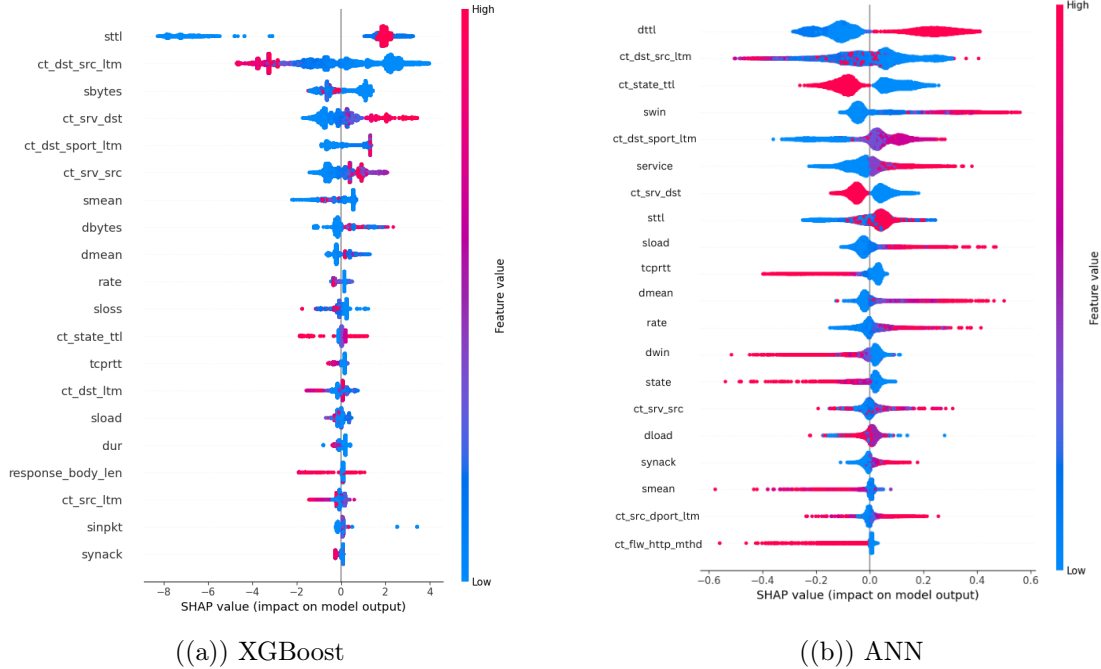 High
sttl
ct_dst_src_ltm
sbytes
ct_srv_dst
ct_dst_sport_ltm
ct_srv_src
smean
dbytes
dmean
rate
sloss
ct_state_ttl
tcprtt
ct_dst_ltm
sload
dur
response_body_len
ct_src_ltm
sinpkt
synack
Low
Feature value
−8 −6 −4 −2 0 2 4
SHAP value (impact on model output)
((a)) XGBoost
High
dttl
ct_dst_src_ltm
ct_state_ttl
swin
ct_dst_sport_ltm
service
ct_srv_dst
sttl
sload
tcprtt
dmean
rate
dwin
state
ct_srv_src
dload
synack
smean
ct_src_dport_ltm
ct_flw_http_mthd
Low
Feature value
−0.6 −0.4 −0.2 0.0 0.2 0.4 0.6
SHAP value (impact on model output)
((b)) ANN